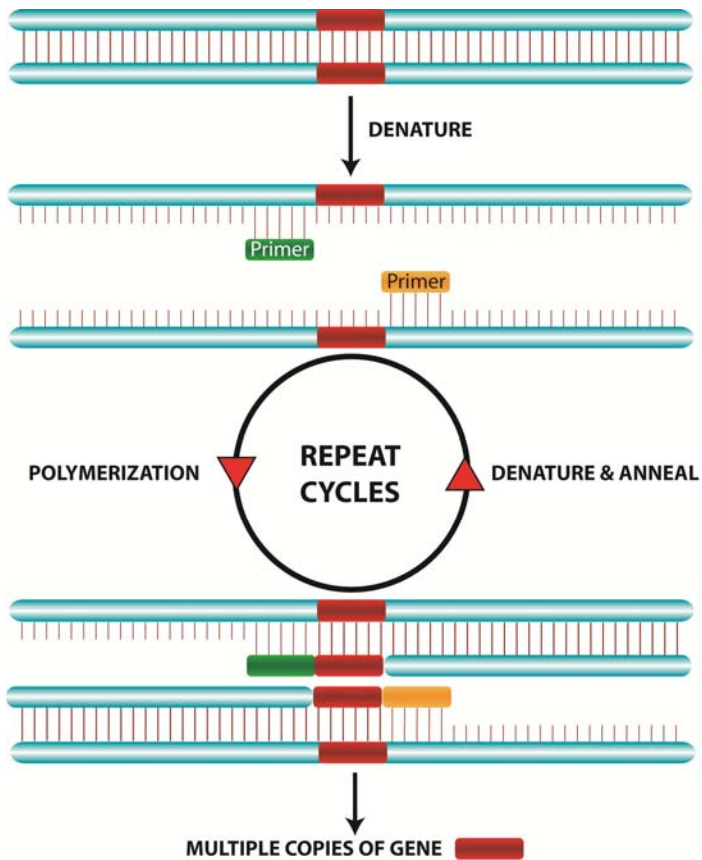 DENATURE
Primer
Primer
POLYMERIZATION
REPEAT
CYCLES
DENATURE & ANNEAL
MULTIPLE COPIES OF GENE